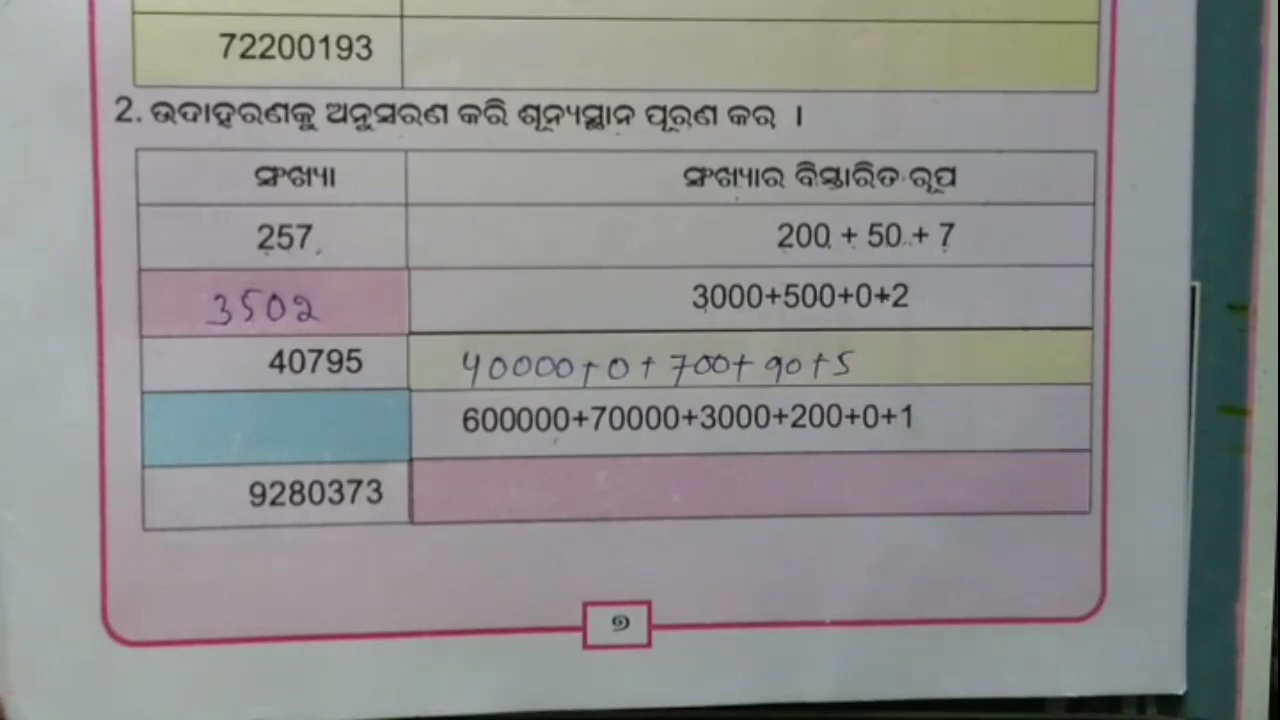 72200193
2. ଉଦାହରଣକୁ ଅନୁସରଣ କରି ଶୂନ୍ୟସ୍ଥାନ ପୂରଣ କର ।
ସଂଖ୍ୟା ସଂଖ୍ୟାର ବିସ୍ତାରିତ ରୂପ
257 200 + 50 + 7
3502 3000+500+0+2
40795 40000+0+700+90+5
600000+70000+3000+200+0+1
9280373
୭